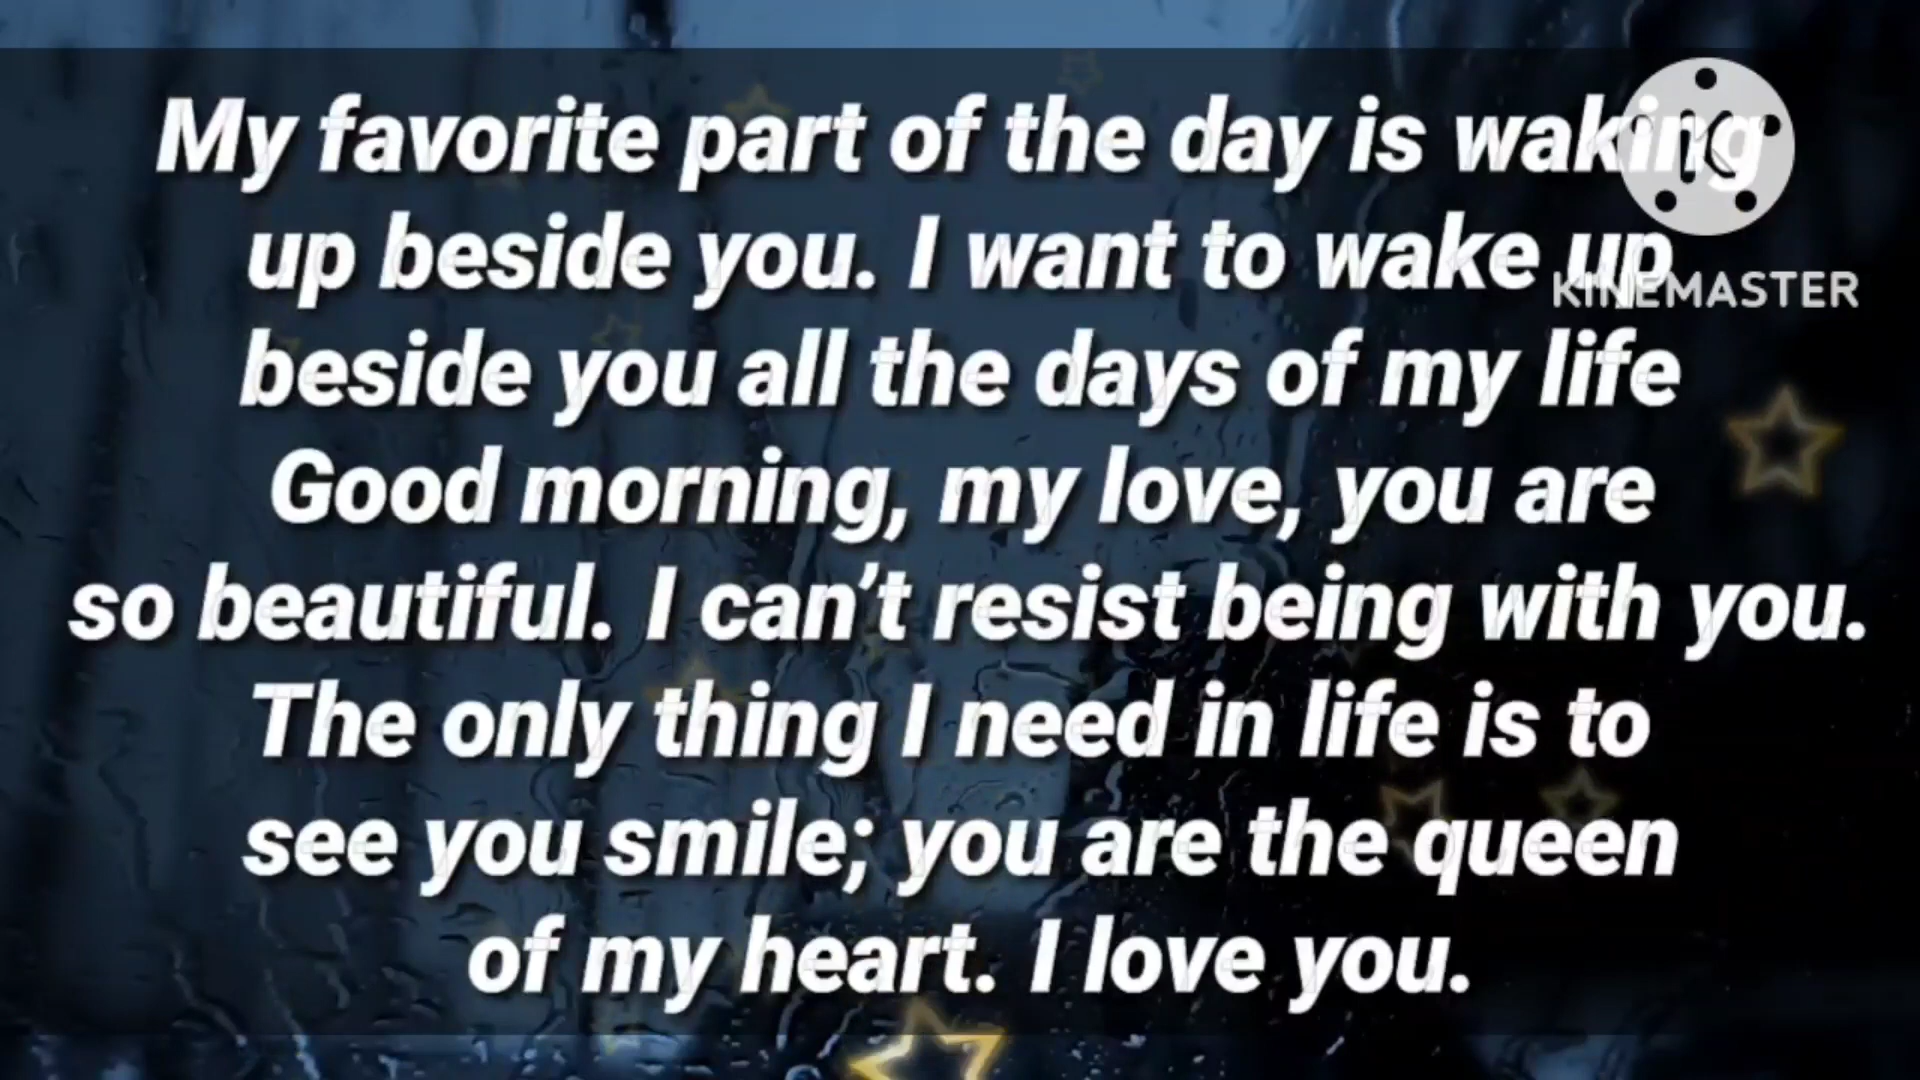 My favorite part of the day is waking
up beside you. I want to wake up
KINEMASTER
beside you all the days of my life
Good morning, my love, you are
so beautiful. I can't resist being with you.
The only thing I need in life is to
see you smile; you are the queen
of my heart. I love you.